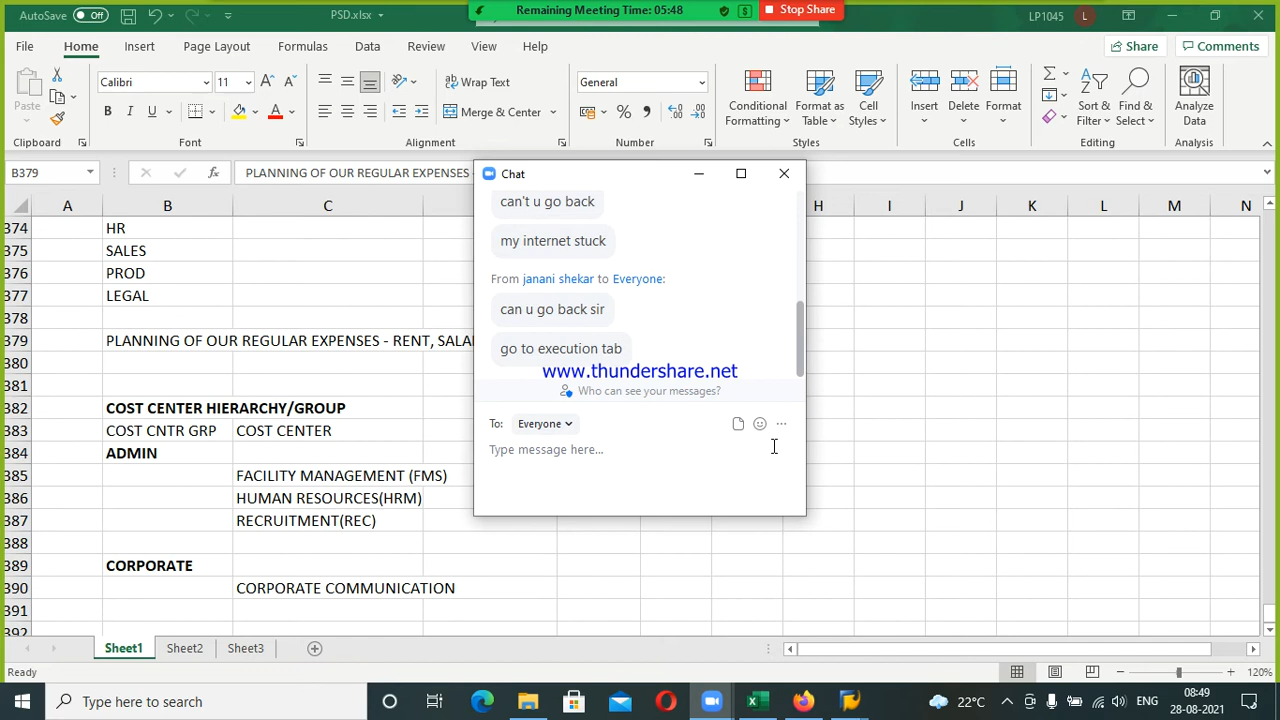 AutoSave Off PSD.xlsx
Remaining Meeting Time: 05:48 Stop Share
LP1045 L
File Home Insert Page Layout Formulas Data Review View Help Share Comments
Paste Calibri 11 Wrap Text General Conditional Formatting Format as Table Cell Styles Insert Delete Format Sort & Filter Find & Select Analyze Data
B I U Merge & Center
Clipboard Font Alignment Number Styles Cells Editing Analysis
B379 fx PLANNING OF OUR REGULAR EXPENSES -
A B C H I J K L M N
374 HR
375 SALES
376 PROD
377 LEGAL
378
379 PLANNING OF OUR REGULAR EXPENSES - RENT, SALA
380
381
382 COST CENTER HIERARCHY/GROUP
383 COST CNTR GRP COST CENTER
384 ADMIN
385 FACILITY MANAGEMENT (FMS)
386 HUMAN RESOURCES(HRM)
387 RECRUITMENT(REC)
388
389 CORPORATE
390 CORPORATE COMMUNICATION
391
392
Chat
can't u go back
my internet stuck
From janani shekar to Everyone:
can u go back sir
go to execution tab
www.thundershare.net
Who can see your messages?
To: Everyone
Type message here...
Sheet1 Sheet2 Sheet3
Ready 120%
Type here to search 22°C ENG 08:49
28-08-2021